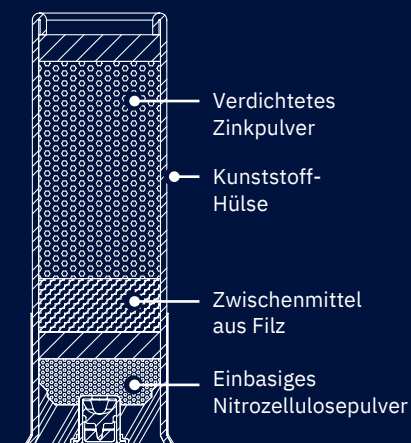 Verdichtetes
Zinkpulver
Kunststoff-
Hülse
Zwischenmittel
aus Filz
Einbasiges
Nitrozellulosepulver